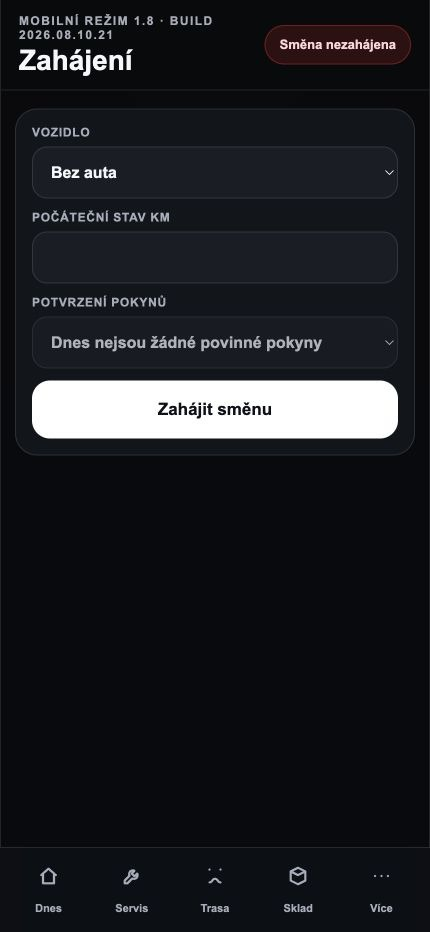 MOBILNÍ REŽIM 1.8 · BUILD
2026.08.10.21
Zahájení
Směna nezahájena
VOZIDLO
Bez auta
POČÁTEČNÍ STAV KM
POTVRZENÍ POKYNŮ
Dnes nejsou žádné povinné pokyny
Zahájit směnu
Dnes
Servis
Trasa
Sklad
Více